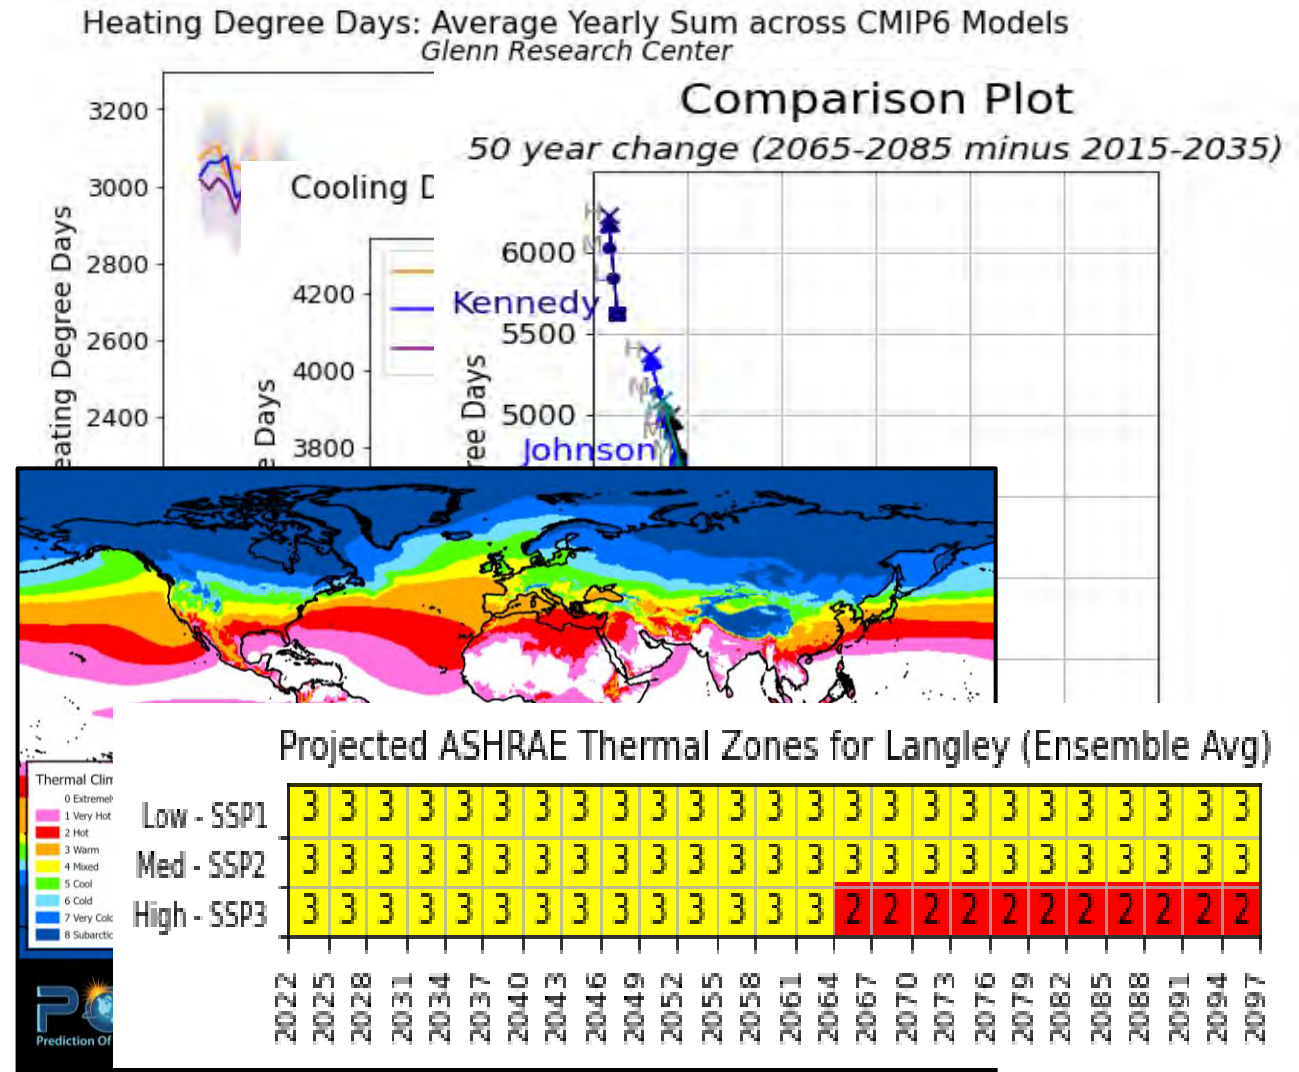 Heating Degree Days: Average Yearly Sum across CMIP6 Models
Glenn Research Center
3200
3000
2800
2600
2400
eating Degree Days
Cooling D
4200
4000
3800
e Days
Comparison Plot
50 year change (2065-2085 minus 2015-2035)
6000
5500
5000
ree Days
H
M
L
Kennedy
H
M
M
Johnson
Thermal Clim
0 Extremel
1 Very Hot
2 Hot
3 Warm
4 Mixed
5 Cool
6 Cold
7 Very Cold
8 Subarctic
Prediction Of
Projected ASHRAE Thermal Zones for Langley (Ensemble Avg)
Low - SSP1 3 3 3 3 3 3 3 3 3 3 3 3 3 3 3 3 3 3 3 3 3 3 3 3 3
Med - SSP2 3 3 3 3 3 3 3 3 3 3 3 3 3 3 3 3 3 3 3 3 3 3 3 3 3
High - SSP3 3 3 3 3 3 3 3 3 3 3 3 3 3 3 2 2 2 2 2 2 2 2 2 2 2
2022 2025 2028 2031 2034 2037 2040 2043 2046 2049 2052 2055 2058 2061 2064 2067 2070 2073 2076 2079 2082 2085 2088 2091 2094 2097